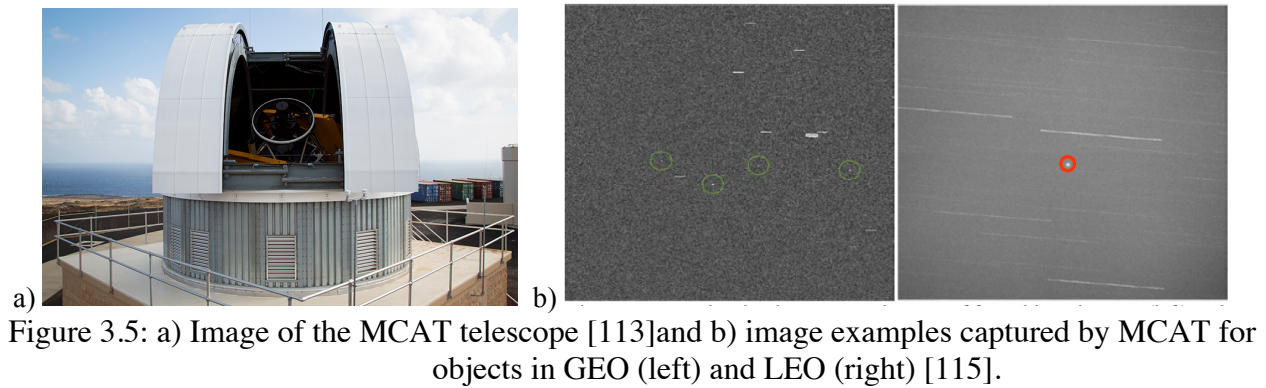 a)
b)
Figure 3.5: a) Image of the MCAT telescope [113]and b) image examples captured by MCAT for
objects in GEO (left) and LEO (right) [115].